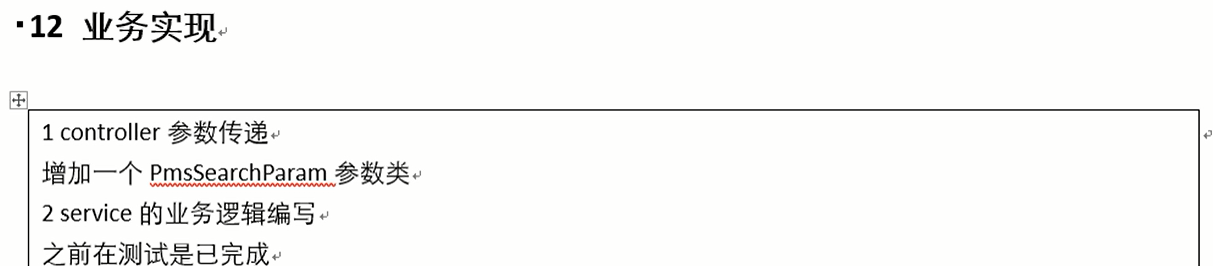 12 业务实现
1 controller 参数传递
增加一个 PmsSearchParam 参数类
2 service 的业务逻辑编写
之前在测试是已完成